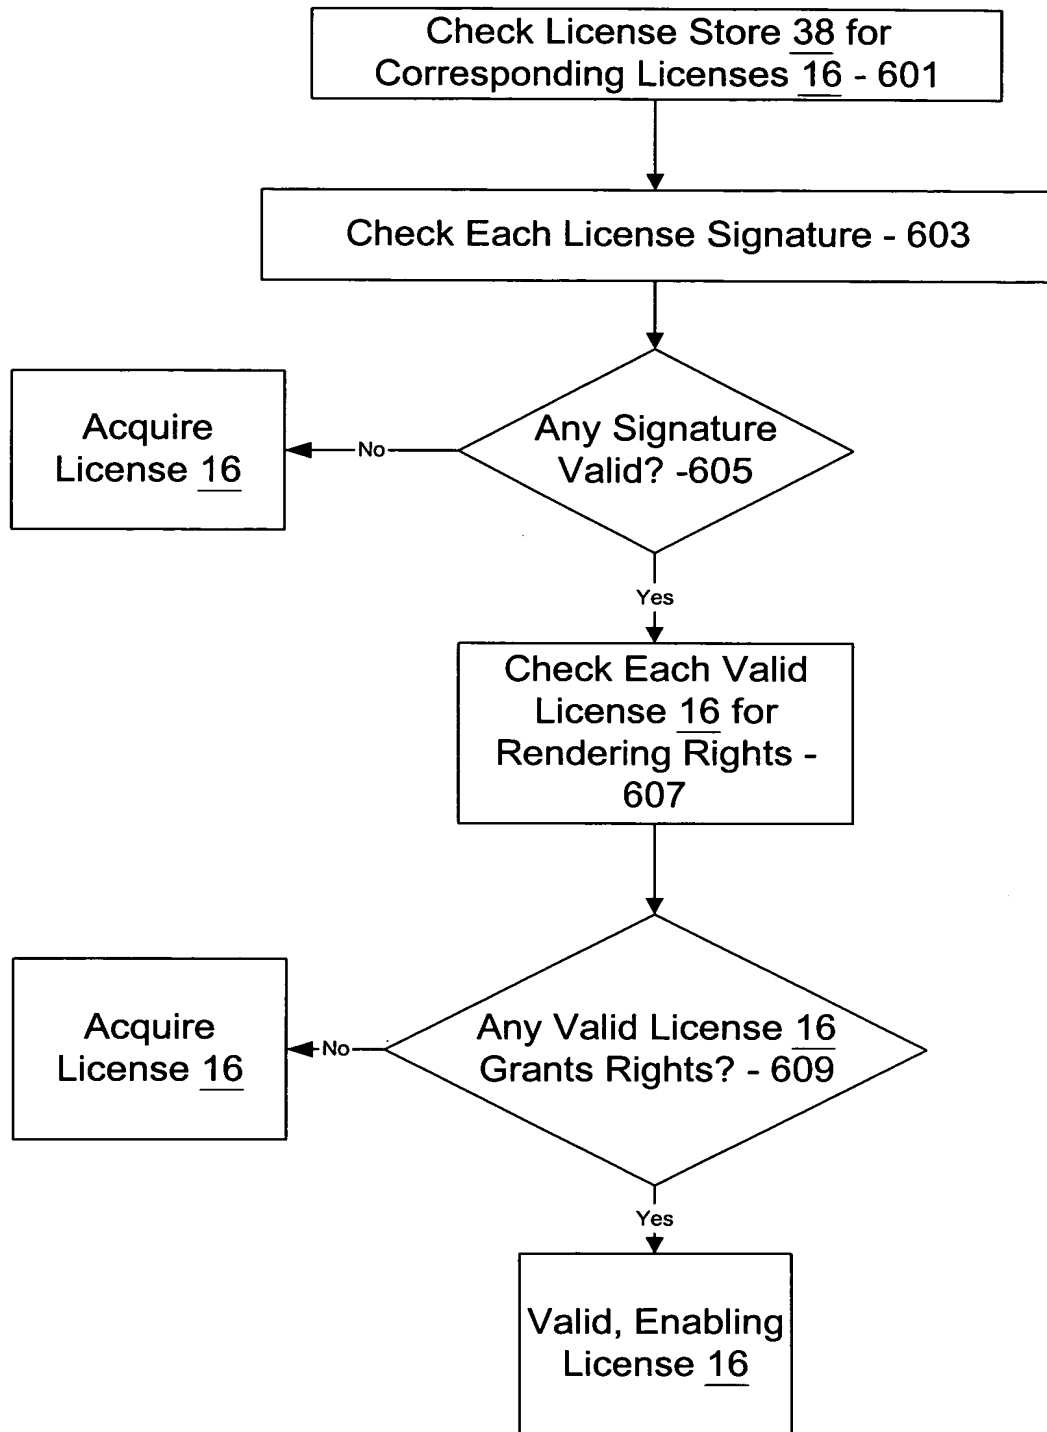 Check License Store 38 for
Corresponding Licenses 16 - 601
Check Each License Signature - 603
Any Signature
Valid? -605
No
Acquire
License 16
Yes
Check Each Valid
License 16 for
Rendering Rights -
607
Any Valid License 16
Grants Rights? - 609
No
Acquire
License 16
Yes
Valid, Enabling
License 16